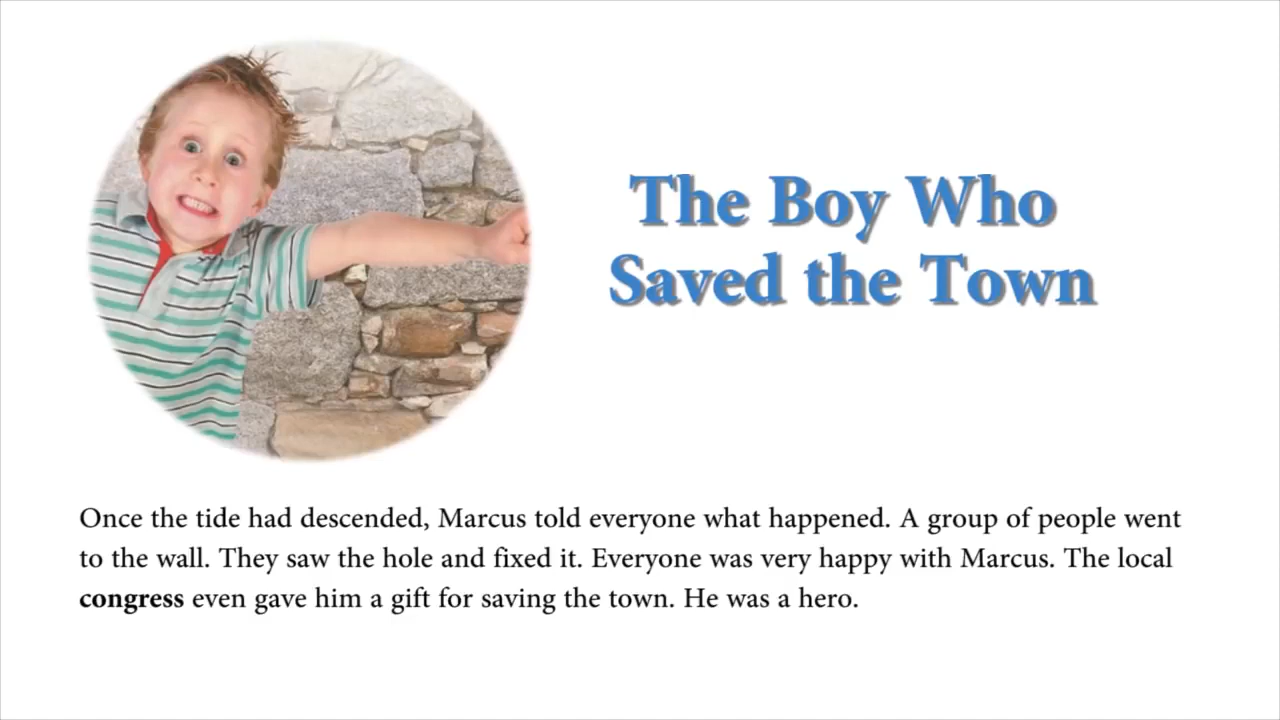 The Boy Who
Saved the Town
Once the tide had descended, Marcus told everyone what happened. A group of people went
to the wall. They saw the hole and fixed it. Everyone was very happy with Marcus. The local
congress even gave him a gift for saving the town. He was a hero.